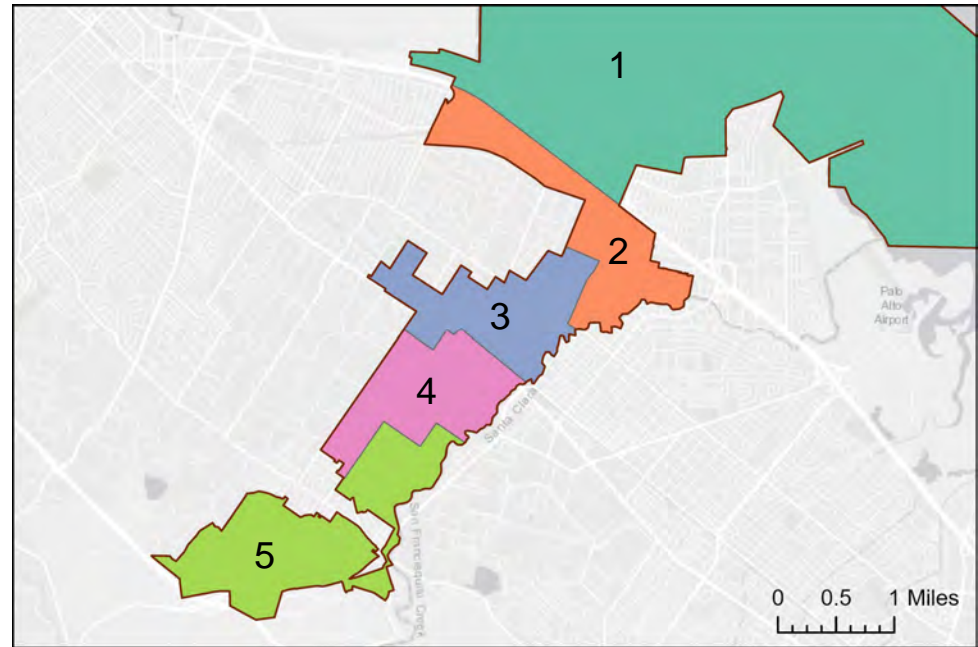 1
2
Palo
Alto
Airport
3
4
Santa Clara
San Francisquito Creek
5
0 0.5 1 Miles